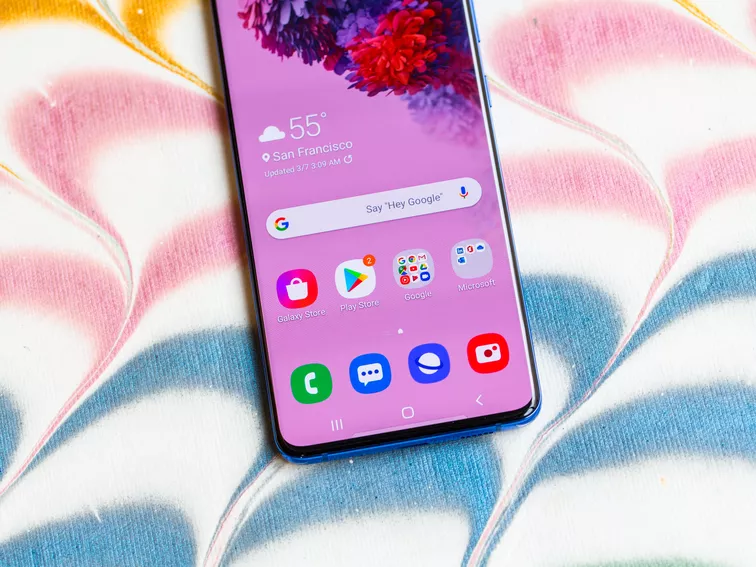 55°
San Francisco
Updated 3/7 3:09 AM
Say "Hey Google"
2
Galaxy Store
Play Store
Google
Microsoft